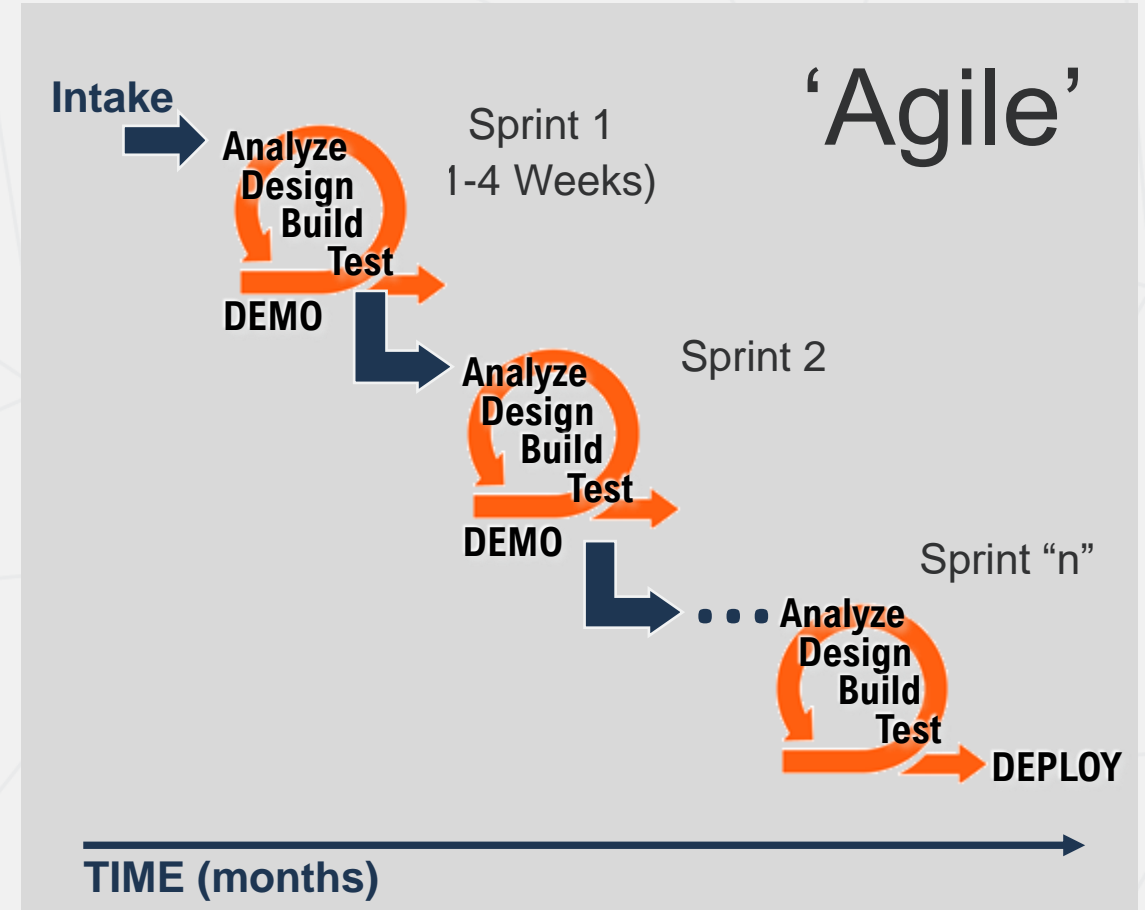 ‘Agile’
Intake
Sprint 1
1-4 Weeks)
Analyze
Design
Build
Test
DEMO
Sprint 2
Analyze
Design
Build
Test
DEMO
Sprint “n”
...
Analyze
Design
Build
Test
DEPLOY
TIME (months)